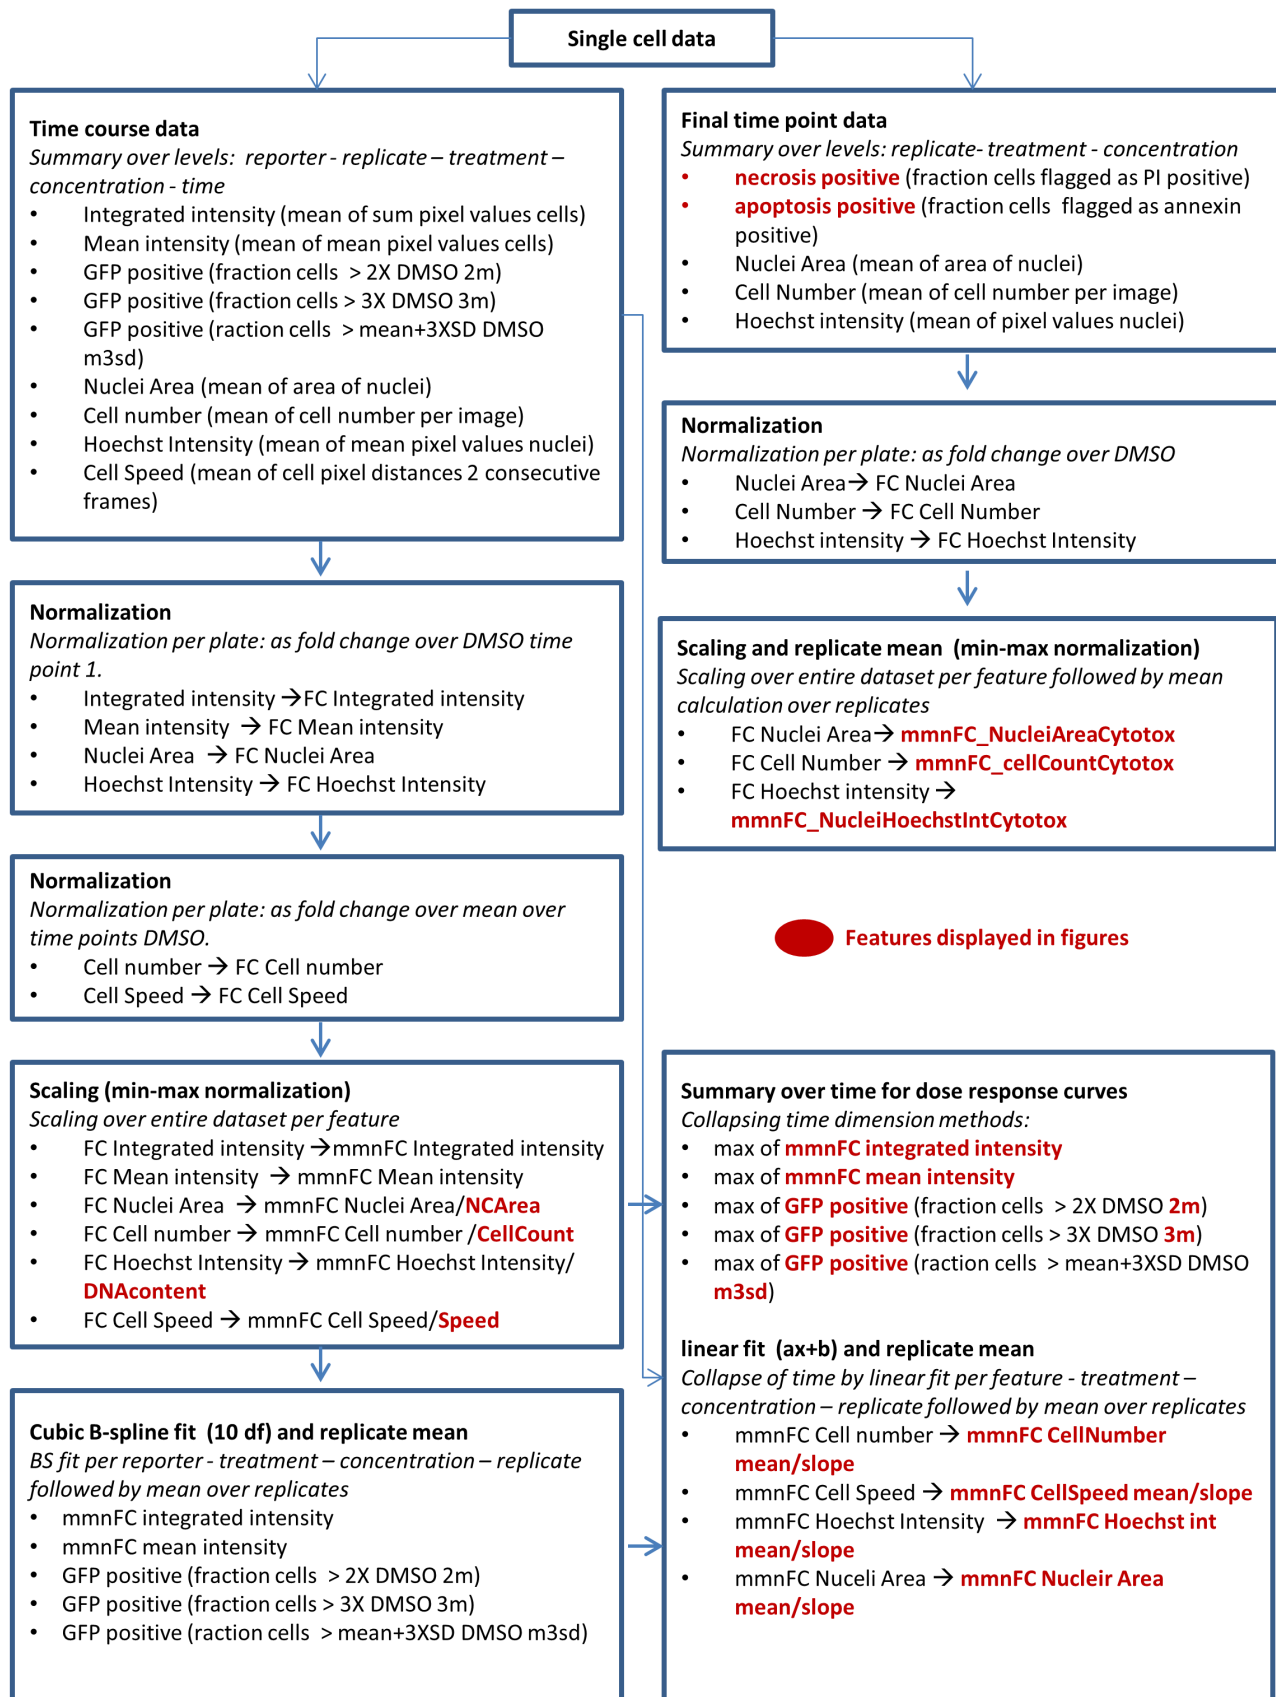 Single cell data
Time course data
Summary over levels:  reporter - replicate – treatment –
concentration - time
• Integrated intensity (mean of sum pixel values cells)
• Mean intensity (mean of mean pixel values cells)
• GFP positive (fraction cells  > 2X DMSO 2m)
• GFP positive (fraction cells > 3X DMSO 3m)
• GFP positive (raction cells  > mean+3XSD DMSO
m3sd)
• Nuclei Area (mean of area of nuclei)
• Cell number (mean of cell number per image)
• Hoechst Intensity (mean of mean pixel values nuclei)
• Cell Speed (mean of cell pixel distances 2 consecutive
frames)
Normalization
Normalization per plate: as fold change over DMSO time
point 1.
• Integrated intensity →FC Integrated intensity
• Mean intensity  → FC Mean intensity
• Nuclei Area  → FC Nuclei Area
• Hoechst Intensity → FC Hoechst Intensity
Normalization
Normalization per plate: as fold change over mean over
time points DMSO.
• Cell number → FC Cell number
• Cell Speed → FC Cell Speed
Scaling (min-max normalization)
Scaling over entire dataset per feature
• FC Integrated intensity →mmnFC Integrated intensity
• FC Mean intensity  → mmnFC Mean intensity
• FC Nuclei Area  → mmnFC Nuclei Area/NCArea
• FC Cell number → mmnFC Cell number /CellCount
• FC Hoechst Intensity → mmnFC Hoechst Intensity/
DNAcontent
• FC Cell Speed → mmnFC Cell Speed/Speed
Cubic B-spline fit  (10 df) and replicate mean
BS fit per reporter - treatment – concentration – replicate
followed by mean over replicates
• mmnFC integrated intensity
• mmnFC mean intensity
• GFP positive (fraction cells  > 2X DMSO 2m)
• GFP positive (fraction cells > 3X DMSO 3m)
• GFP positive (raction cells  > mean+3XSD DMSO m3sd)
Final time point data
Summary over levels: replicate- treatment - concentration
• necrosis positive (fraction cells flagged as PI positive)
• apoptosis positive (fraction cells  flagged as annexin
positive)
• Nuclei Area (mean of area of nuclei)
• Cell Number (mean of cell number per image)
• Hoechst intensity (mean of pixel values nuclei)
Normalization
Normalization per plate: as fold change over DMSO
• Nuclei Area→ FC Nuclei Area
• Cell Number → FC Cell Number
• Hoechst intensity → FC Hoechst Intensity
Scaling and replicate mean  (min-max normalization)
Scaling over entire dataset per feature followed by mean
calculation over replicates
• FC Nuclei Area→ mmnFC_NucleiAreaCytotox
• FC Cell Number → mmnFC_cellCountCytotox
• FC Hoechst intensity →
mmnFC_NucleiHoechstIntCytotox
Features displayed in figures
Summary over time for dose response curves
Collapsing time dimension methods:
• max of mmnFC integrated intensity
• max of mmnFC mean intensity
• max of GFP positive (fraction cells  > 2X DMSO 2m)
• max of GFP positive (fraction cells > 3X DMSO 3m)
• max of GFP positive (raction cells  > mean+3XSD DMSO
m3sd)
linear fit  (ax+b) and replicate mean
Collapse of time by linear fit per feature - treatment –
concentration – replicate followed by mean over replicates
• mmnFC Cell number → mmnFC CellNumber
mean/slope
• mmnFC Cell Speed → mmnFC CellSpeed mean/slope
• mmnFC Hoechst Intensity  → mmnFC Hoechst int
mean/slope
• mmnFC Nuceli Area → mmnFC Nucleir Area
mean/slope